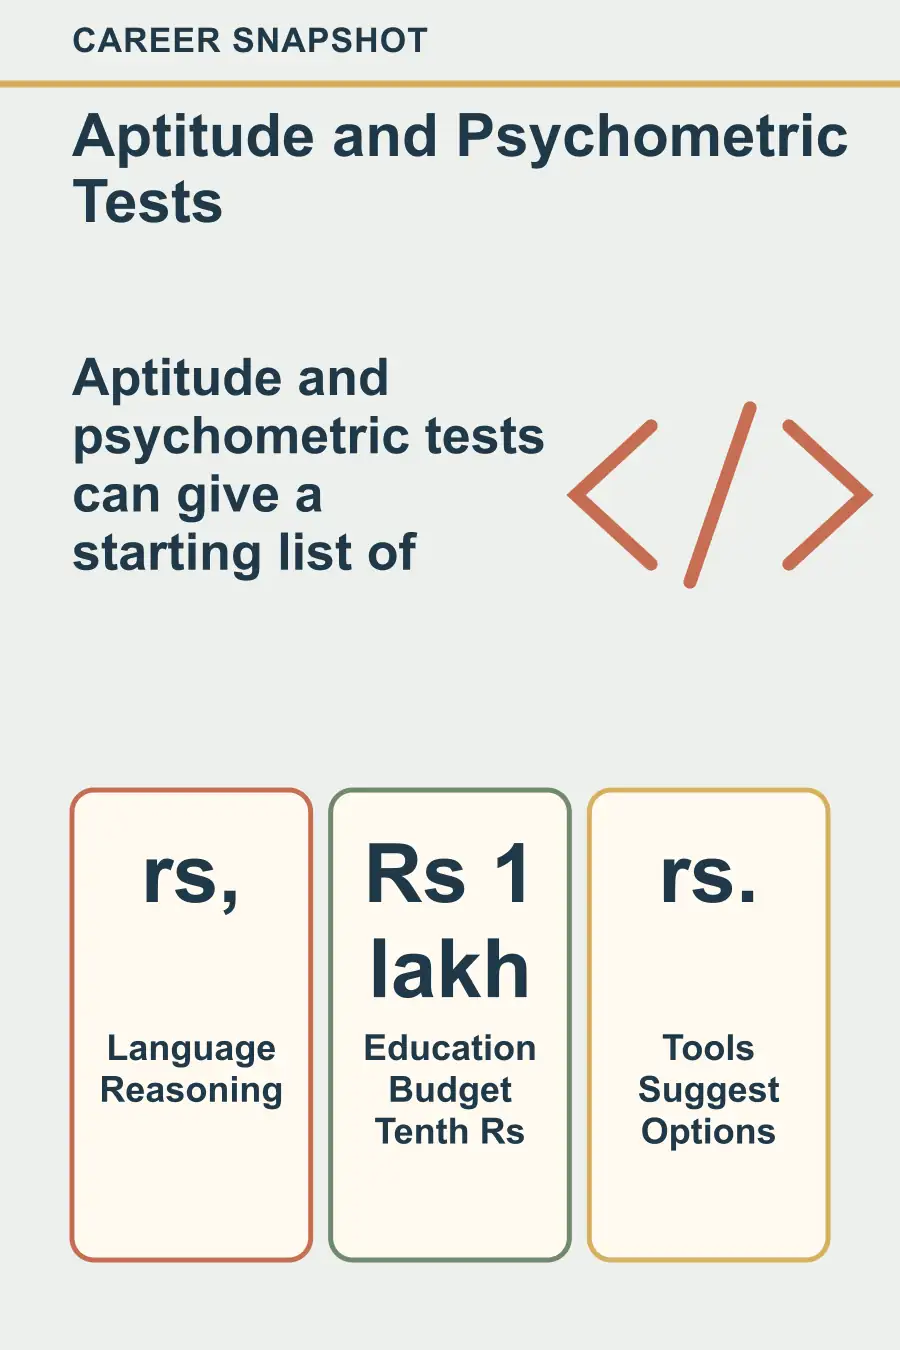 CAREER SNAPSHOT
Aptitude and Psychometric
Tests
Aptitude and
psychometric tests
can give a
starting list of
rs,
Language
Reasoning
Rs 1
lakh
Education
Budget
Tenth Rs
rs.
Tools
Suggest
Options